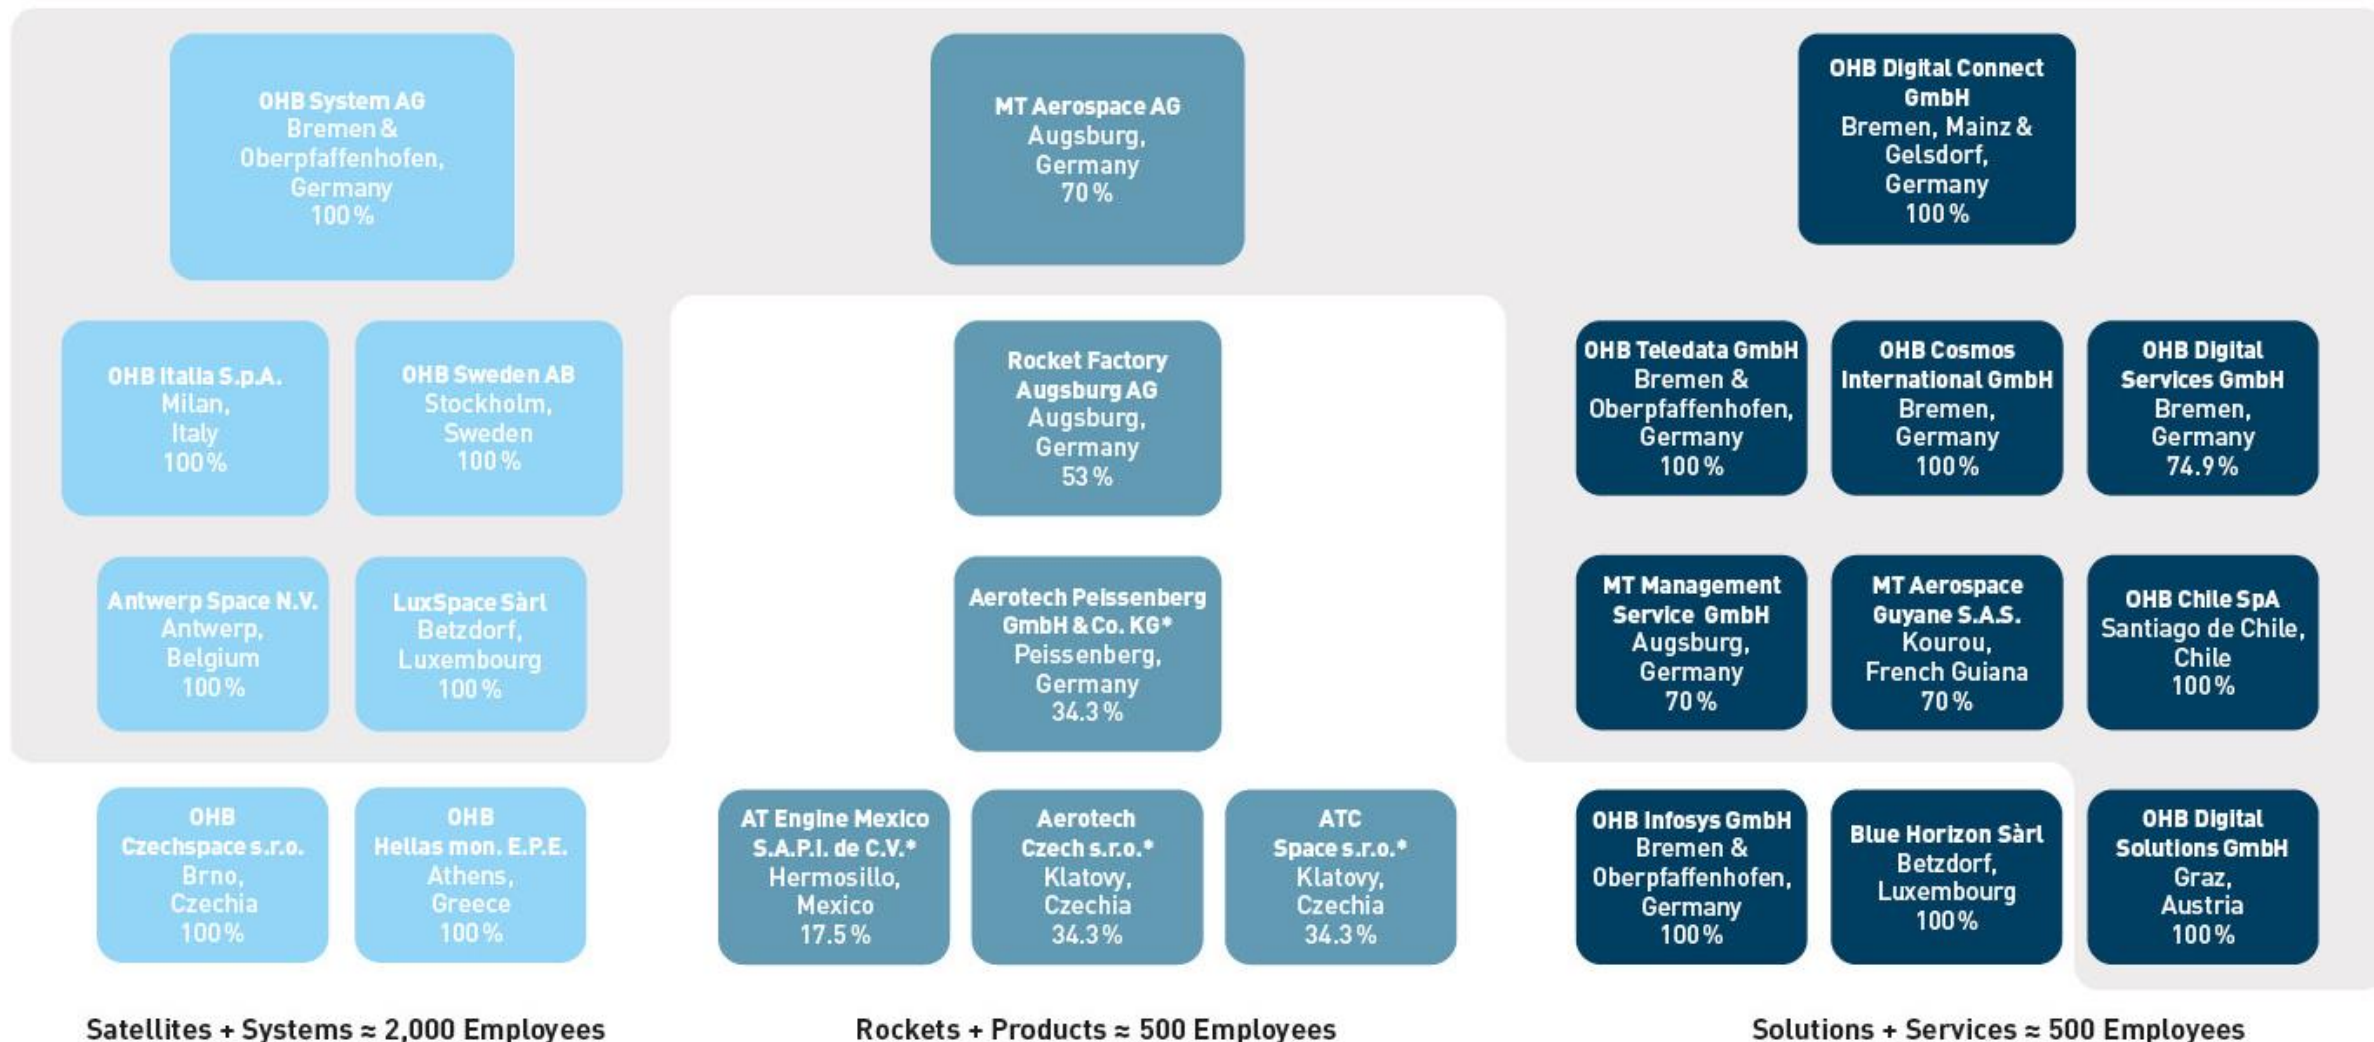 OHB System AG
Bremen &
Oberpfaffenhofen,
Germany
100 %
MT Aerospace AG
Augsburg,
Germany
70 %
OHB Digital Connect
GmbH
Bremen, Mainz &
Gelsdorf,
Germany
100 %
OHB Italia S.p.A.
Milan,
Italy
100 %
OHB Sweden AB
Stockholm,
Sweden
100 %
Rocket Factory
Augsburg AG
Augsburg,
Germany
53 %
OHB Teledata GmbH
Bremen &
Oberpfaffenhofen,
Germany
100 %
OHB Cosmos
International GmbH
Bremen,
Germany
100 %
OHB Digital
Services GmbH
Bremen,
Germany
74.9 %
Antwerp Space N.V.
Antwerp,
Belgium
100 %
LuxSpace Sàrl
Betzdorf,
Luxembourg
100 %
Aerotech Peissenberg
GmbH & Co. KG*
Peissenberg,
Germany
34.3 %
MT Management
Service GmbH
Augsburg,
Germany
70 %
MT Aerospace
Guyane S.A.S.
Kourou,
French Guiana
70 %
OHB Chile SpA
Santiago de Chile,
Chile
100 %
OHB
Czechspace s.r.o.
Brno,
Czechia
100 %
OHB
Hellas mon. E.P.E.
Athens,
Greece
100 %
AT Engine Mexico
S.A.P.I. de C.V.*
Hermosillo,
Mexico
17.5 %
Aerotech
Czech s.r.o.*
Klatovy,
Czechia
34.3 %
ATC
Space s.r.o.*
Klatovy,
Czechia
34.3 %
OHB Infosys GmbH
Bremen &
Oberpfaffenhofen,
Germany
100 %
Blue Horizon Sàrl
Betzdorf,
Luxembourg
100 %
OHB Digital
Solutions GmbH
Graz,
Austria
100 %
Satellites + Systems ≈ 2,000 Employees
Rockets + Products ≈ 500 Employees
Solutions + Services ≈ 500 Employees